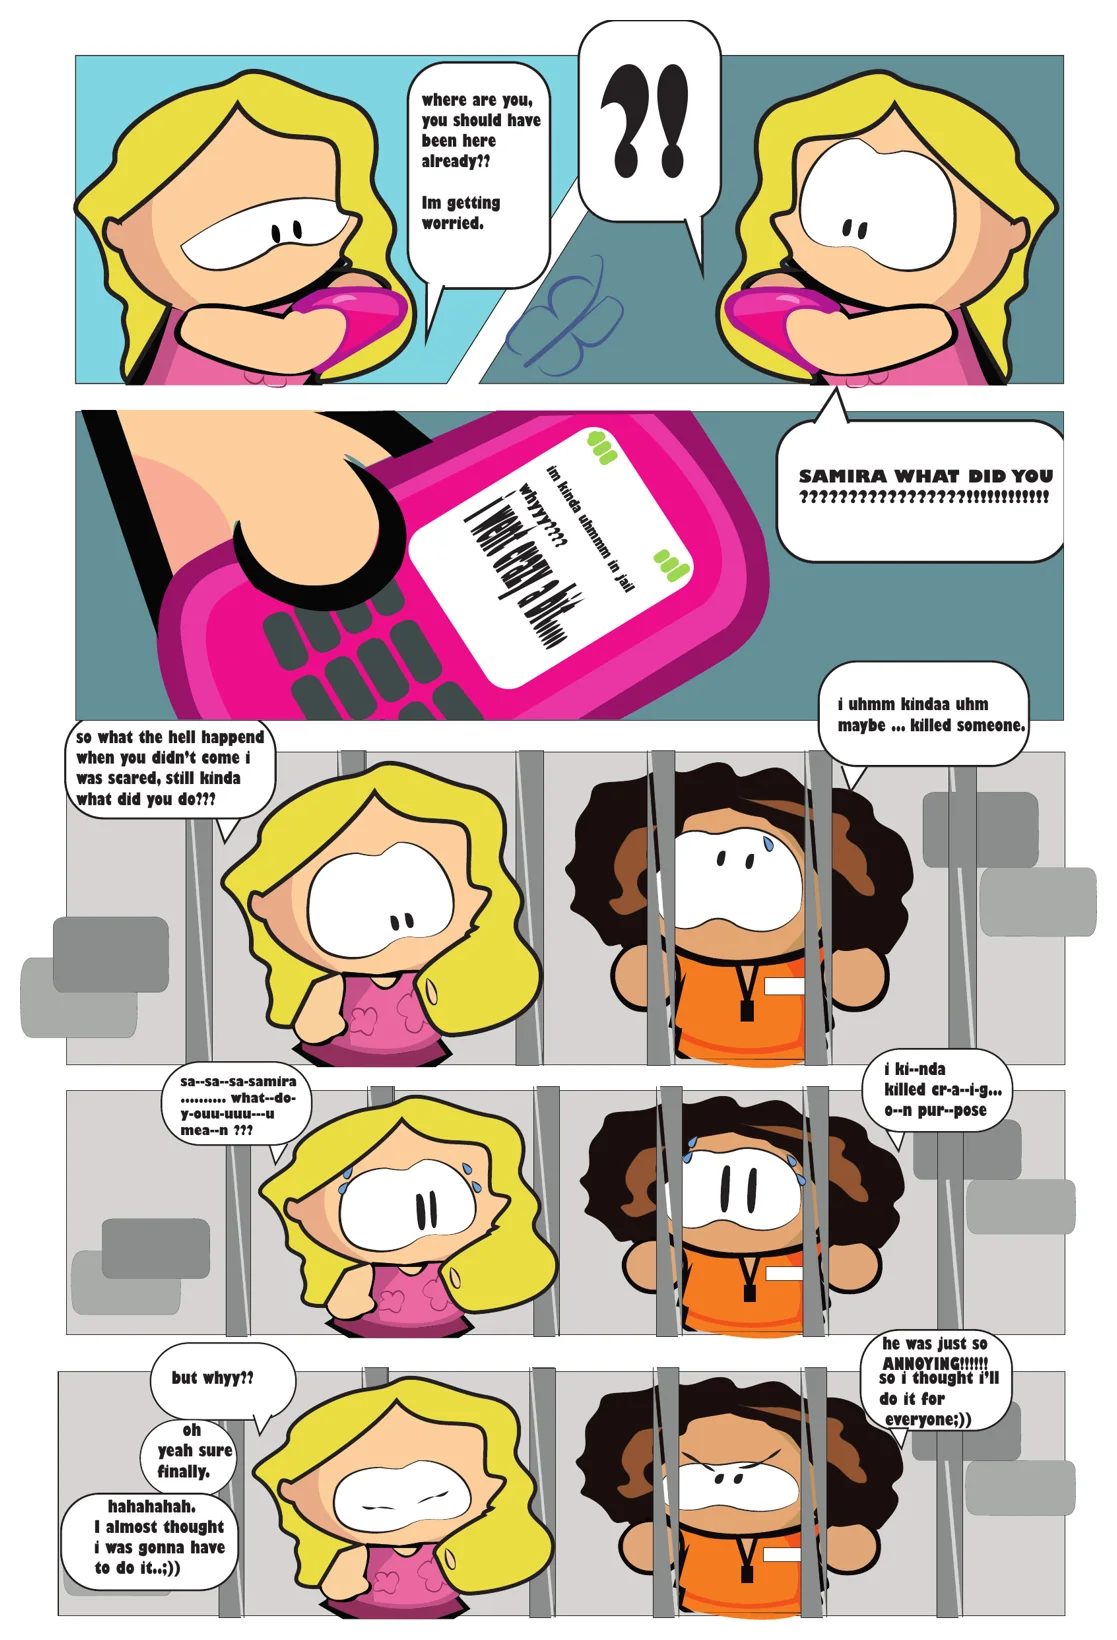 where are you,
you should have
been here
already??
Im getting
worried.
?!
SAMIRA WHAT DID YOU
?????????????????!!!!!!!!!!!!!
im kinda uhmmm in jail
whyyy????
i went crazy a bit.....
i uhmm kindaa uhm
maybe ... killed someone.
so what the hell happend
when you didn't come i
was scared, still kinda
what did you do???
sa--sa--sa-samira
.......... what--do-
y-ouu-uuu---u
mea--n ???
i ki--nda
killed cr-a--i-g...
o--n pur--pose
but whyy??
he was just so
ANNOYING!!!!!!
so i thought i'll
do it for
everyone;))
oh
yeah sure
finally.
hahahahah.
I almost thought
i was gonna have
to do it..;))